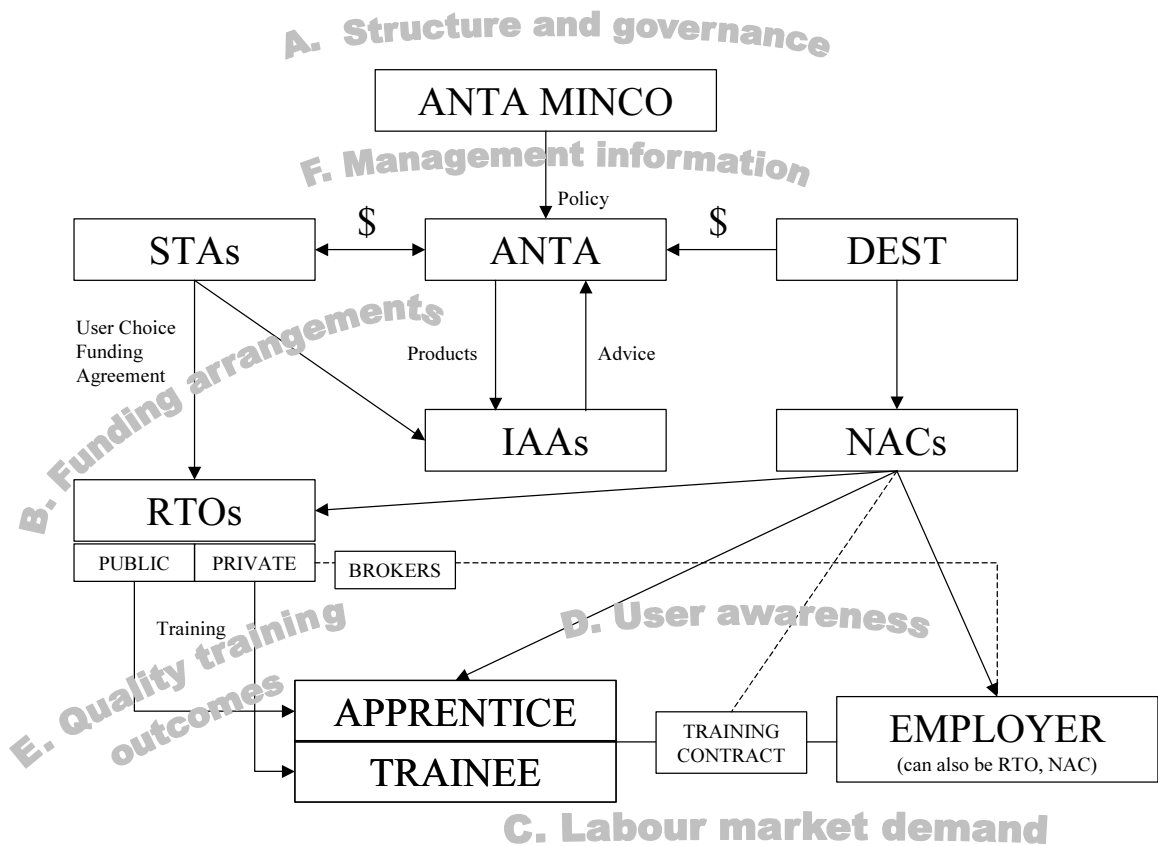 A. Structure and governance
ANTA MINCO
F. Management information
Policy
$
$
STAs
ANTA
DEST
User Choice
Funding
Agreement
B. Funding arrangements
Products
Advice
IAAs
NACs
RTOs
PUBLIC
PRIVATE
BROKERS
D. User awareness
Training
E. Quality training
outcomes
APPRENTICE
TRAINEE
TRAINING
CONTRACT
EMPLOYER
(can also be RTO, NAC)
C. Labour market demand